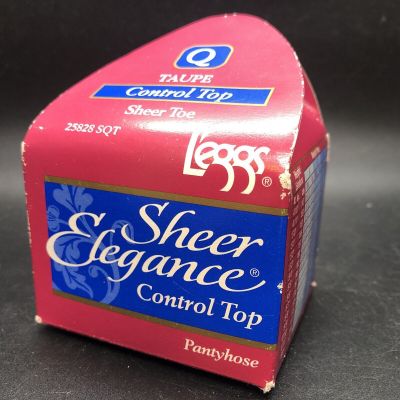 Q
TAUPE
Control Top
Sheer Toe
25828 SQT
L'eggs®
Sheer
Elegance®
Control Top
Pantyhose